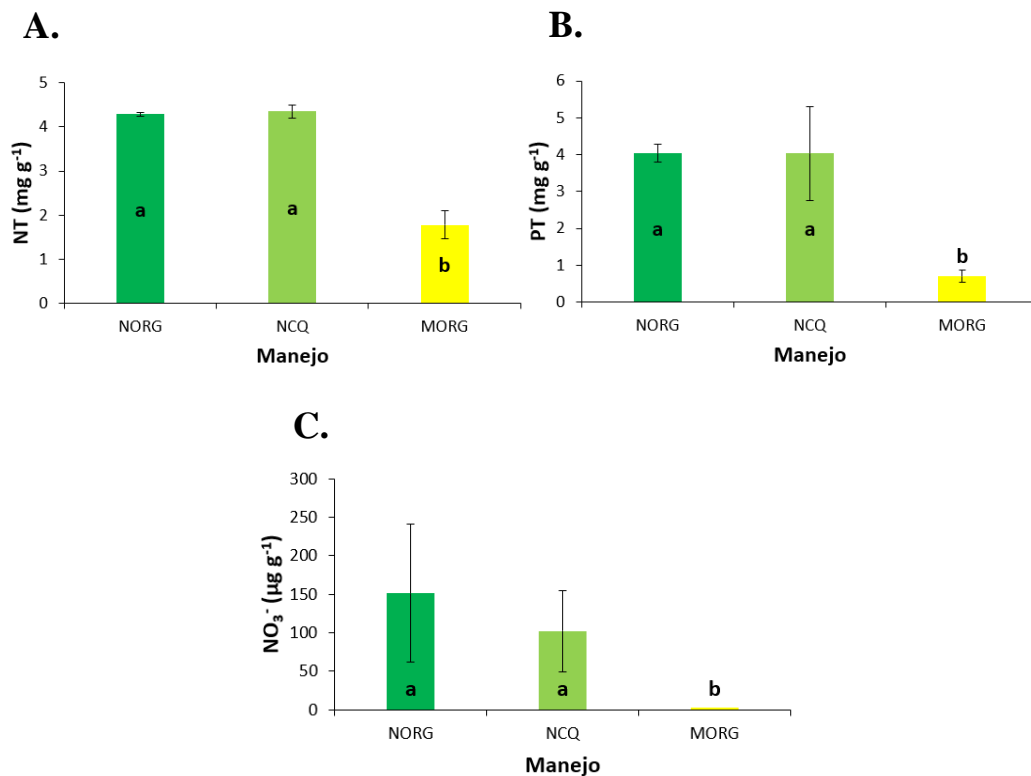 A.
NT (mg g⁻¹)
5
4
3
2
1
0
a
a
b
NORG NCQ MORG
Manejo
B.
PT (mg g⁻¹)
6
5
4
3
2
1
0
a
a
b
NORG NCQ MORG
Manejo
C.
NO₃⁻ (µg g⁻¹)
300
250
200
150
100
50
0
a
a
b
NORG NCQ MORG
Manejo